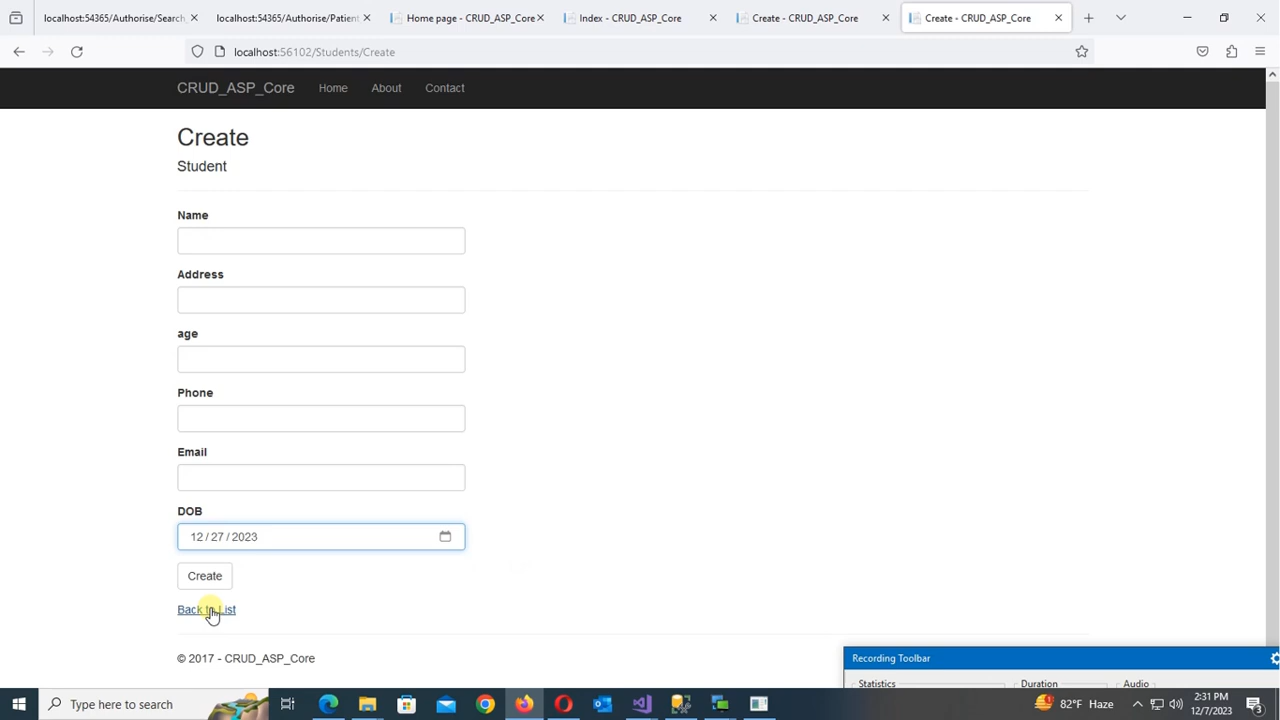 localhost:54365/Authorise/Search
localhost:54365/Authorise/Patient
Home page - CRUD_ASP_Core
Index - CRUD_ASP_Core
Create - CRUD_ASP_Core
Create - CRUD_ASP_Core
localhost:56102/Students/Create
CRUD_ASP_Core Home About Contact
Create
Student
Name
Address
age
Phone
Email
DOB
12 / 27 / 2023
Create
Back to List
© 2017 - CRUD_ASP_Core
Recording Toolbar
Statistics Duration Audio
Type here to search
82°F Haze
2:31 PM
12/7/2023
3